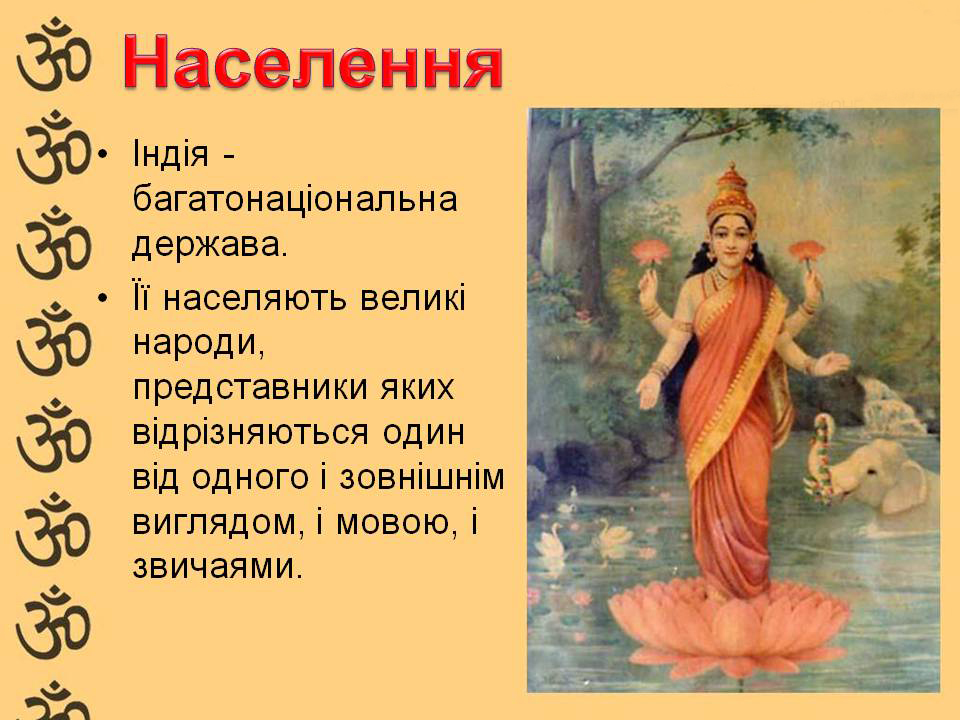 Населення
• Індія -
багатонаціональна
держава.
• Її населяють великі
народи,
представники яких
відрізняються один
від одного і зовнішнім
виглядом, і мовою, і
звичаями.
ॐ
ॐ
ॐ
ॐ
ॐ
ॐ
ॐ
ॐ